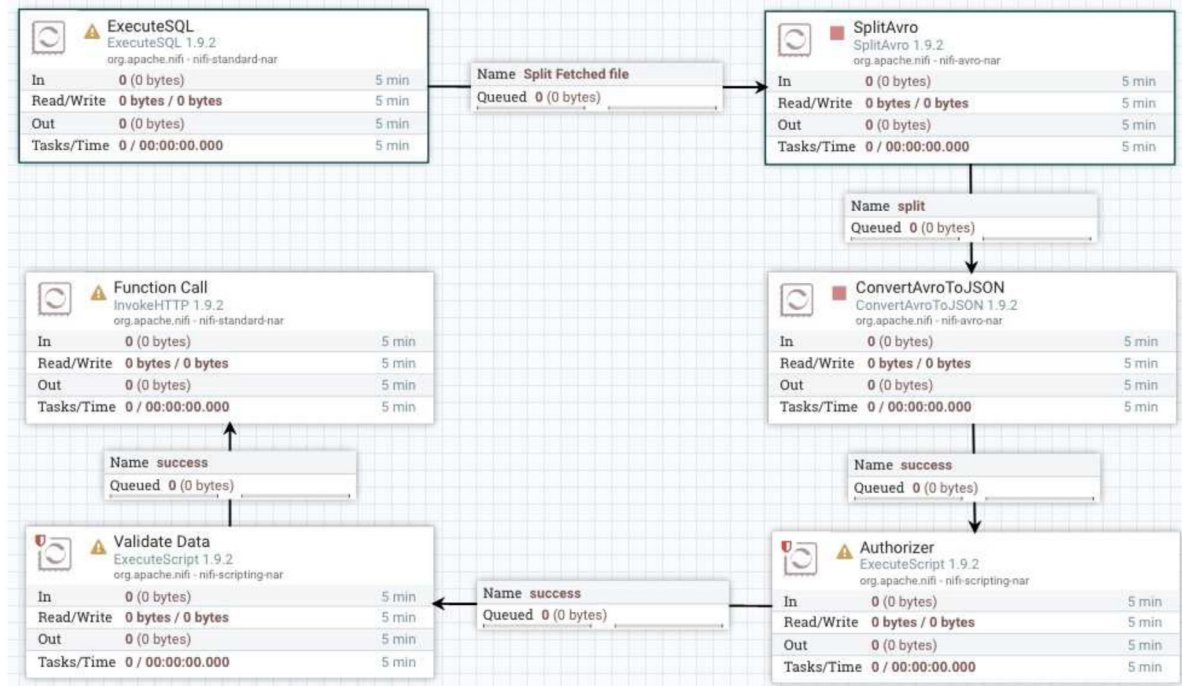 ExecuteSQL
ExecuteSQL 1.9.2
org.apache.nifi - nifi-standard-nar
In 0 (0 bytes) 5 min
Read/Write 0 bytes / 0 bytes 5 min
Out 0 (0 bytes) 5 min
Tasks/Time 0 / 00:00:00.000 5 min
Name Split Fetched file
Queued 0 (0 bytes)
SplitAvro
SplitAvro 1.9.2
org.apache.nifi - nifi-avro-nar
In 0 (0 bytes) 5 min
Read/Write 0 bytes / 0 bytes 5 min
Out 0 (0 bytes) 5 min
Tasks/Time 0 / 00:00:00.000 5 min
Name split
Queued 0 (0 bytes)
Function Call
InvokeHTTP 1.9.2
org.apache.nifi - nifi-standard-nar
In 0 (0 bytes) 5 min
Read/Write 0 bytes / 0 bytes 5 min
Out 0 (0 bytes) 5 min
Tasks/Time 0 / 00:00:00.000 5 min
ConvertAvroToJSON
ConvertAvroToJSON 1.9.2
org.apache.nifi - nifi-avro-nar
In 0 (0 bytes) 5 min
Read/Write 0 bytes / 0 bytes 5 min
Out 0 (0 bytes) 5 min
Tasks/Time 0 / 00:00:00.000 5 min
Name success
Queued 0 (0 bytes)
Name success
Queued 0 (0 bytes)
Validate Data
ExecuteScript 1.9.2
org.apache.nifi - nifi-scripting-nar
In 0 (0 bytes) 5 min
Read/Write 0 bytes / 0 bytes 5 min
Out 0 (0 bytes) 5 min
Tasks/Time 0 / 00:00:00.000 5 min
Name success
Queued 0 (0 bytes)
Authorizer
ExecuteScript 1.9.2
org.apache.nifi - nifi-scripting-nar
In 0 (0 bytes) 5 min
Read/Write 0 bytes / 0 bytes 5 min
Out 0 (0 bytes) 5 min
Tasks/Time 0 / 00:00:00.000 5 min